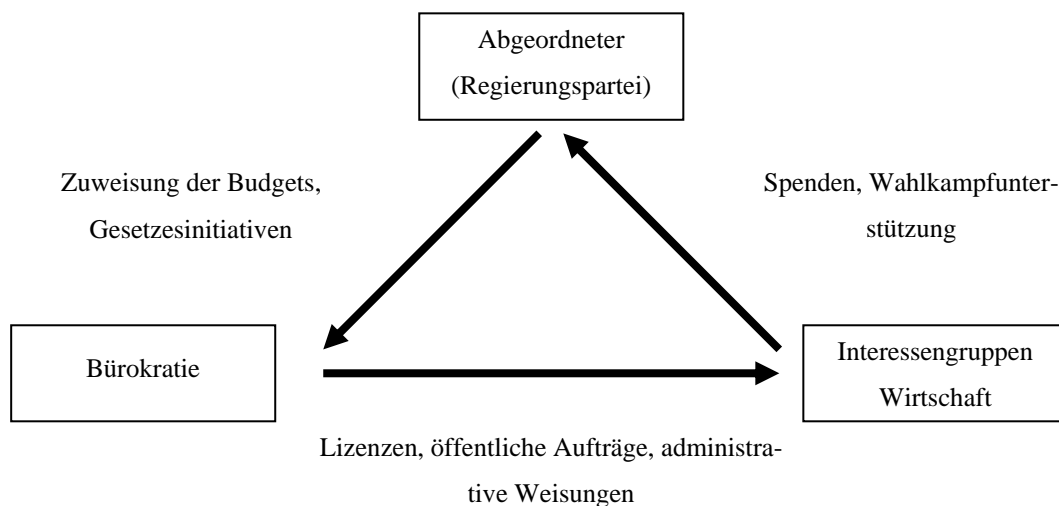 Abgeordneter
(Regierungspartei)
Zuweisung der Budgets,
Gesetzesinitiativen
Spenden, Wahlkampfunter-
stützung
Bürokratie
Interessengruppen
Wirtschaft
Lizenzen, öffentliche Aufträge, administra-
tive Weisungen